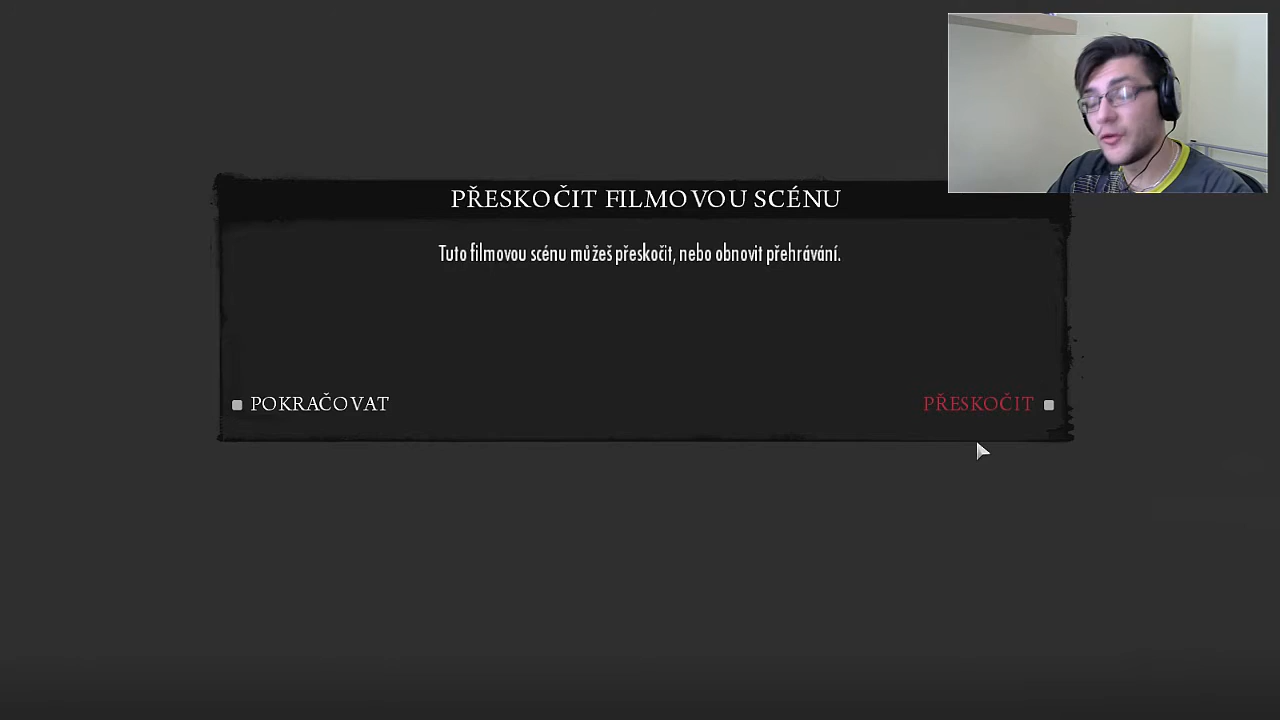 PŘESKOČIT FILMOVOU SCÉNU
Tuto filmovou scénu můžeš přeskočit, nebo obnovit přehrávání.
POKRAČOVAT
PŘESKOČIT